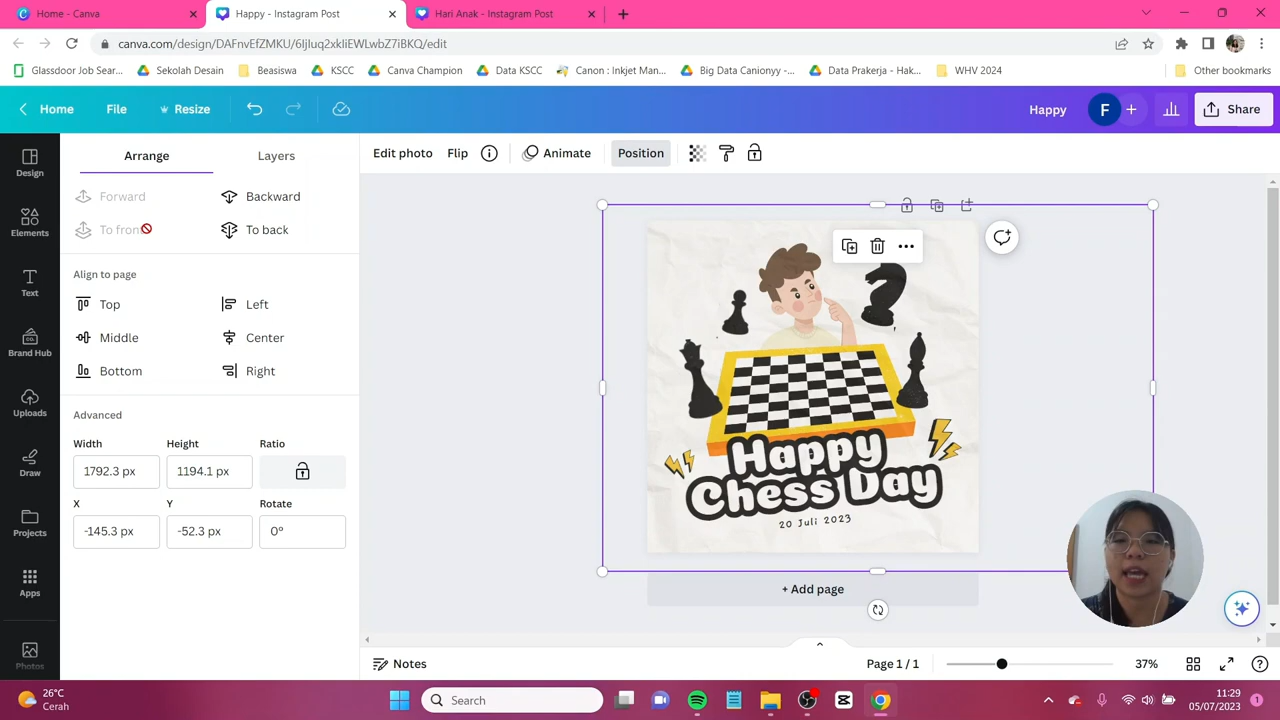 Home - Canva
Happy - Instagram Post
Hari Anak - Instagram Post
canva.com/design/DAFnvEfZMKU/6IjIuq2xkIiEWLwbZ7iBKQ/edit
Glassdoor Job Sear...
Sekolah Desain
Beasiswa
KSCC
Canva Champion
Data KSCC
Canon : Inkjet Man...
Big Data Canionyy -...
Data Prakerja - Hak...
WHV 2024
Other bookmarks
Home
File
Resize
Happy
F
Share
Design
Elements
Text
Brand Hub
Uploads
Draw
Projects
Apps
Photos
Arrange
Layers
Forward
Backward
To front
To back
Align to page
Top
Left
Middle
Center
Bottom
Right
Advanced
Width
Height
Ratio
1792.3 px
1194.1 px
X
Y
Rotate
-145.3 px
-52.3 px
0°
Edit photo
Flip
Animate
Position
Happy
Chess Day
20 Juli 2023
+ Add page
Notes
Page 1 / 1
37%
26°C
Cerah
Search
11:29
05/07/2023
1